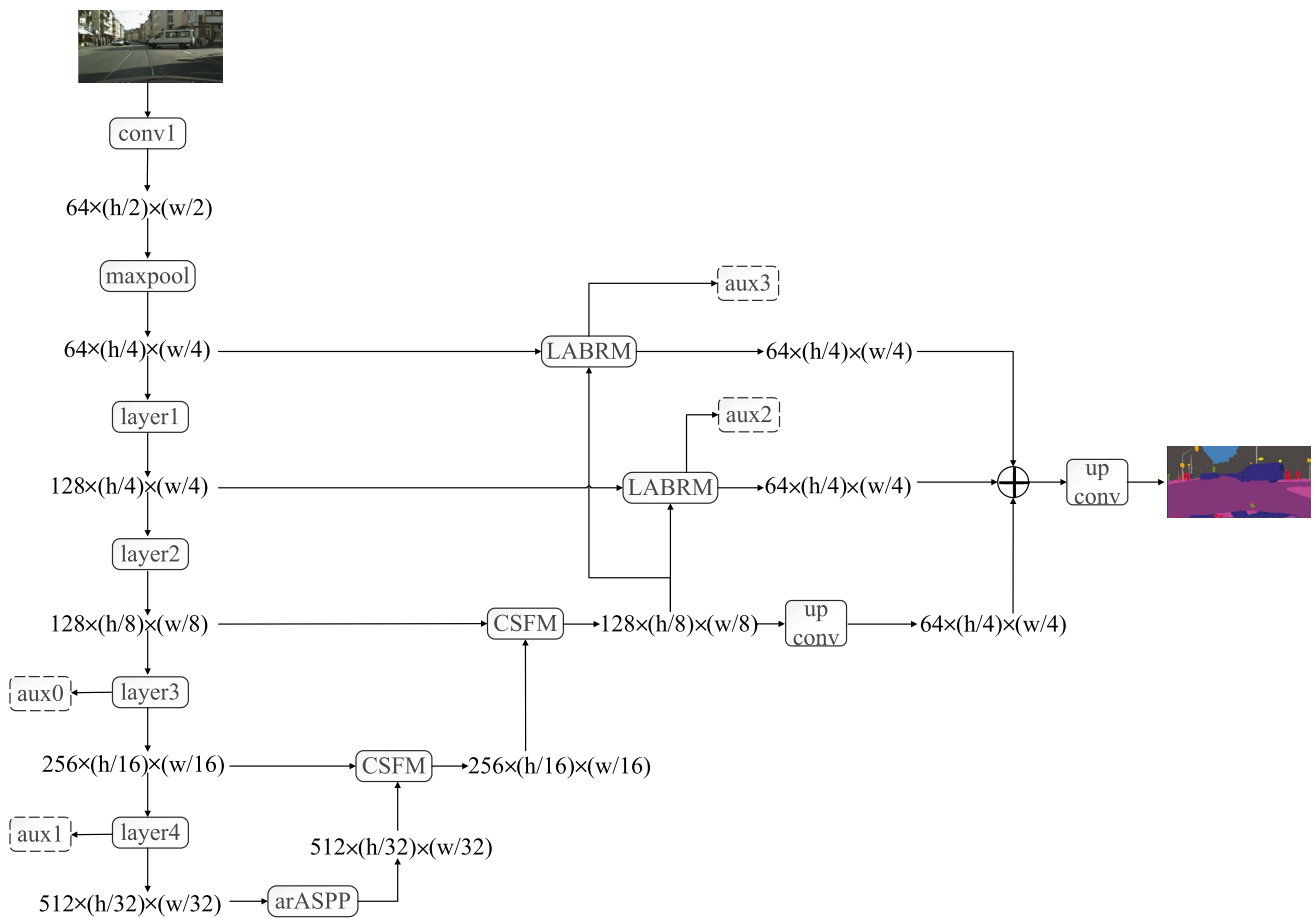 conv1
64×(h/2)×(w/2)
maxpool
aux3
64×(h/4)×(w/4)
LABRM
64×(h/4)×(w/4)
layer1
aux2
128×(h/4)×(w/4)
LABRM
64×(h/4)×(w/4)
up
conv
layer2
128×(h/8)×(w/8)
CSFM
128×(h/8)×(w/8)
up
conv
64×(h/4)×(w/4)
aux0
layer3
256×(h/16)×(w/16)
CSFM
256×(h/16)×(w/16)
aux1
layer4
512×(h/32)×(w/32)
512×(h/32)×(w/32)
arASPP